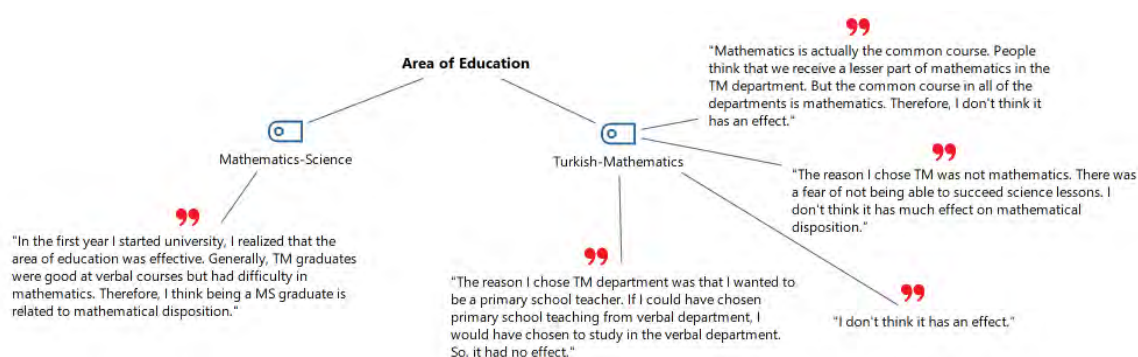 Area of Education
Mathematics-Science
"In the first year I started university, I realized that the
area of education was effective. Generally, TM graduates
were good at verbal courses but had difficulty in
mathematics. Therefore, I think being a MS graduate is
related to mathematical disposition."
Turkish-Mathematics
"Mathematics is actually the common course. People
think that we receive a lesser part of mathematics in the
TM department. But the common course in all of the
departments is mathematics. Therefore, I don't think it
has an effect."
"The reason I chose TM was not mathematics. There was
a fear of not being able to succeed science lessons. I
don't think it has much effect on mathematical
disposition."
"The reason I chose TM department was that I wanted to
be a primary school teacher. If I could have chosen
primary school teaching from verbal department, I
would have chosen to study in the verbal department.
So, it had no effect."
"I don't think it has an effect."